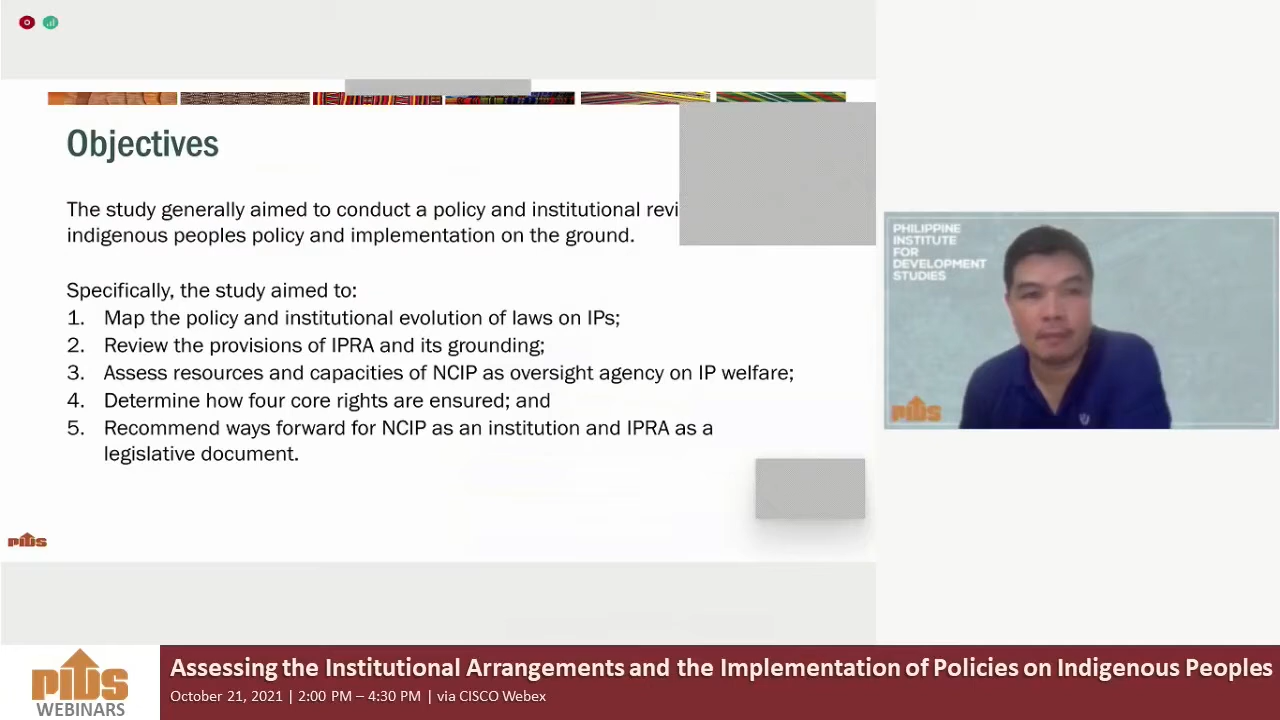 Objectives
The study generally aimed to conduct a policy and institutional revi
indigenous peoples policy and implementation on the ground.
Specifically, the study aimed to:
1. Map the policy and institutional evolution of laws on IPs;
2. Review the provisions of IPRA and its grounding;
3. Assess resources and capacities of NCIP as oversight agency on IP welfare;
4. Determine how four core rights are ensured; and
5. Recommend ways forward for NCIP as an institution and IPRA as a
legislative document.
PIDS
PHILIPPINE
INSTITUTE
FOR
DEVELOPMENT
STUDIES
PIDS
PIDS
WEBINARS
Assessing the Institutional Arrangements and the Implementation of Policies on Indigenous Peoples
October 21, 2021 | 2:00 PM – 4:30 PM | via CISCO Webex